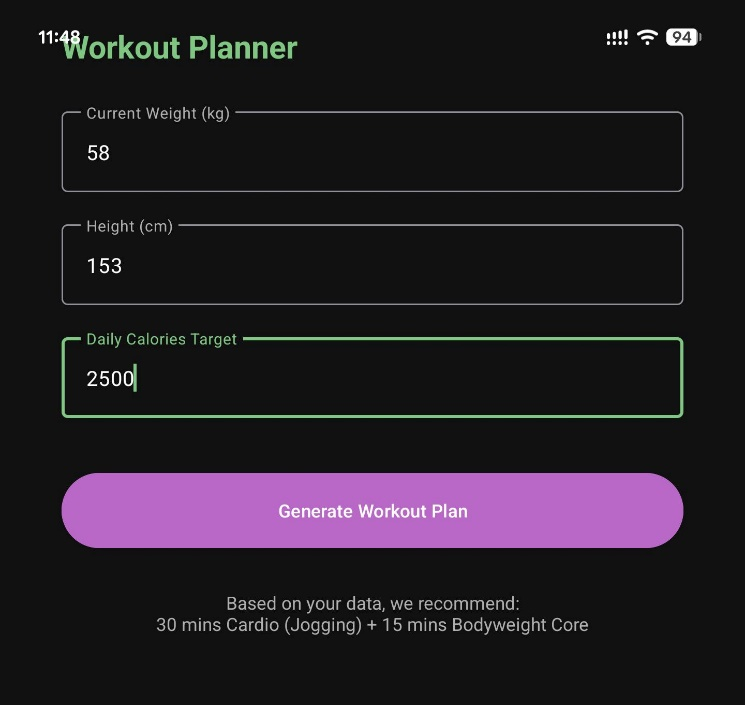 11:48
94
Workout Planner
Current Weight (kg)
58
Height (cm)
153
Daily Calories Target
2500
Generate Workout Plan
Based on your data, we recommend:
30 mins Cardio (Jogging) + 15 mins Bodyweight Core